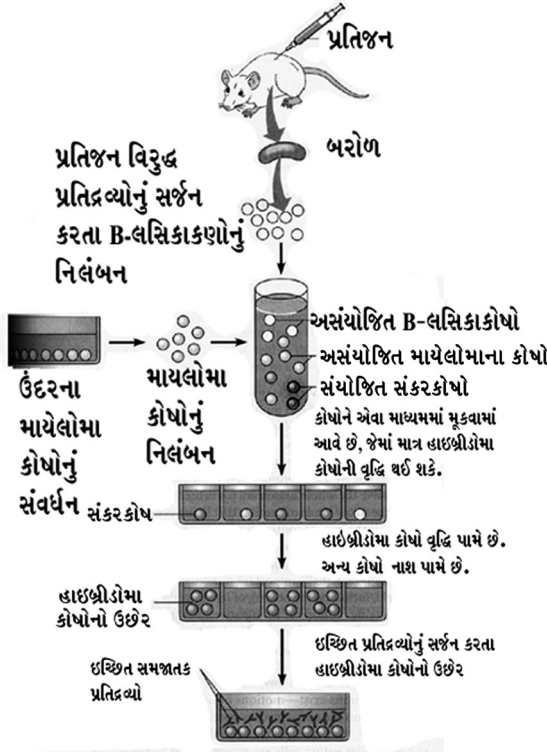 પ્રતિજન
બરોળ
પ્રતિજન વિરુદ્ધ
પ્રતિદ્રવ્યોનું સર્જન
કરતા B-લસિકાકણોનું
નિલંબન
અસંયોજિત B-લસિકાકોષો
અસંયોજિત માયેલોમાના કોષો
સંયોજિત સંકરકોષો
ઉંદરના
માયેલોમા
કોષોનું
સંવર્ધન
માયલોમા
કોષોનું
નિલંબન
કોષોને એવા માધ્યમમાં મૂકવામાં
આવે છે, જેમાં માત્ર હાઇબ્રીડોમા
કોષોની વૃદ્ધિ થઈ શકે.
સંકરકોષ
હાઇબ્રીડોમા કોષો વૃદ્ધિ પામે છે.
અન્ય કોષો નાશ પામે છે.
હાઇબ્રીડોમા
કોષોનો ઉછેર
ઇચ્છિત પ્રતિદ્રવ્યોનું સર્જન કરતા
હાઇબ્રીડોમા કોષોનો ઉછેર
ઇચ્છિત સમજાતક
પ્રતિદ્રવ્યો